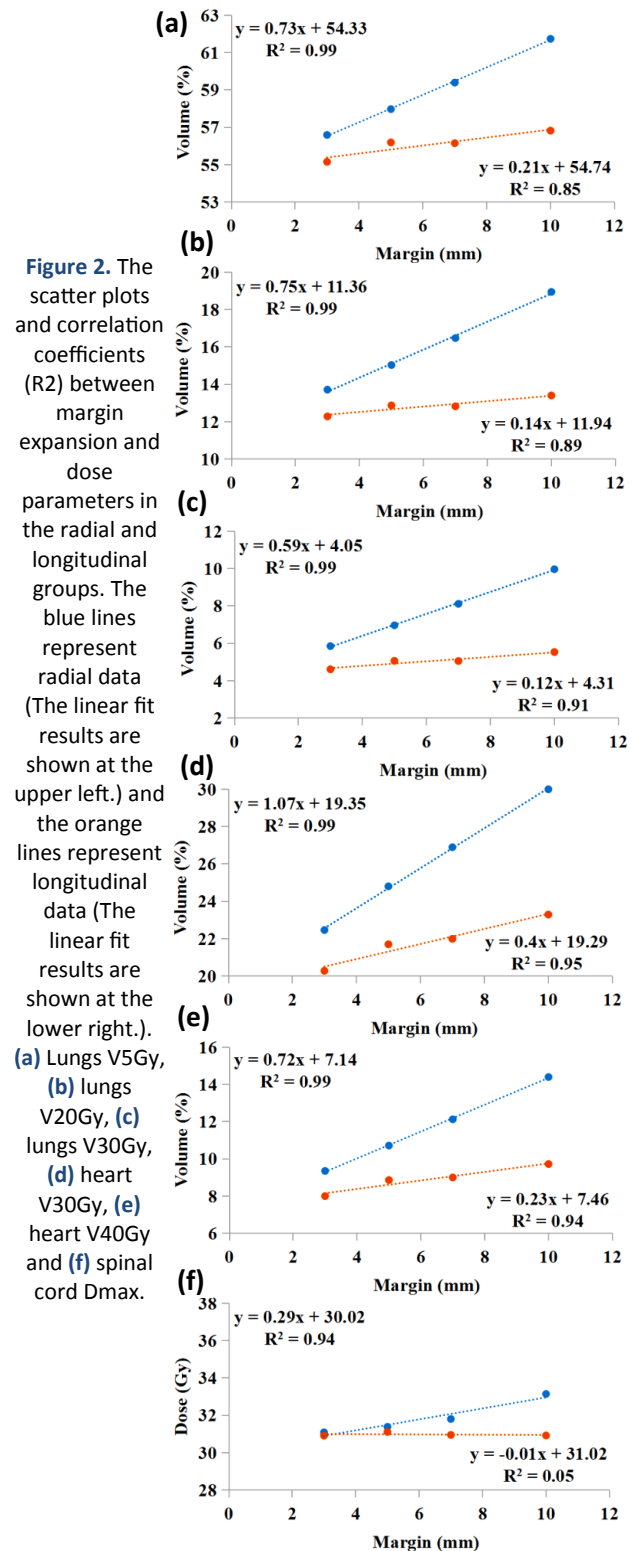 (a)
y = 0.73x + 54.33
R² = 0.99
y = 0.21x + 54.74
R² = 0.85
Volume (%)
63
61
59
57
55
53
0 2 4 6 8 10 12
Margin (mm)
(b)
y = 0.75x + 11.36
R² = 0.99
y = 0.14x + 11.94
R² = 0.89
Volume (%)
20
18
16
14
12
10
0 2 4 6 8 10 12
Margin (mm)
(c)
y = 0.59x + 4.05
R² = 0.99
y = 0.12x + 4.31
R² = 0.91
Volume (%)
12
10
8
6
4
2
0 2 4 6 8 10 12
Margin (mm)
(d)
y = 1.07x + 19.35
R² = 0.99
y = 0.4x + 19.29
R² = 0.95
Volume (%)
30
28
26
24
22
20
0 2 4 6 8 10 12
Margin (mm)
(e)
y = 0.72x + 7.14
R² = 0.99
y = 0.23x + 7.46
R² = 0.94
Volume (%)
16
14
12
10
8
6
0 2 4 6 8 10 12
Margin (mm)
(f)
y = 0.29x + 30.02
R² = 0.94
y = -0.01x + 31.02
R² = 0.05
Dose (Gy)
38
36
34
32
30
28
0 2 4 6 8 10 12
Margin (mm)
Figure 2. The
scatter plots
and correlation
coefficients
(R2) between
margin
expansion and
dose
parameters in
the radial and
longitudinal
groups. The
blue lines
represent
radial data
(The linear fit
results are
shown at the
upper left.) and
the orange
lines represent
longitudinal
data (The
linear fit
results are
shown at the
lower right.).
(a) Lungs V5Gy,
(b) lungs
V20Gy, (c)
lungs V30Gy,
(d) heart
V30Gy, (e)
heart V40Gy
and (f) spinal
cord Dmax.